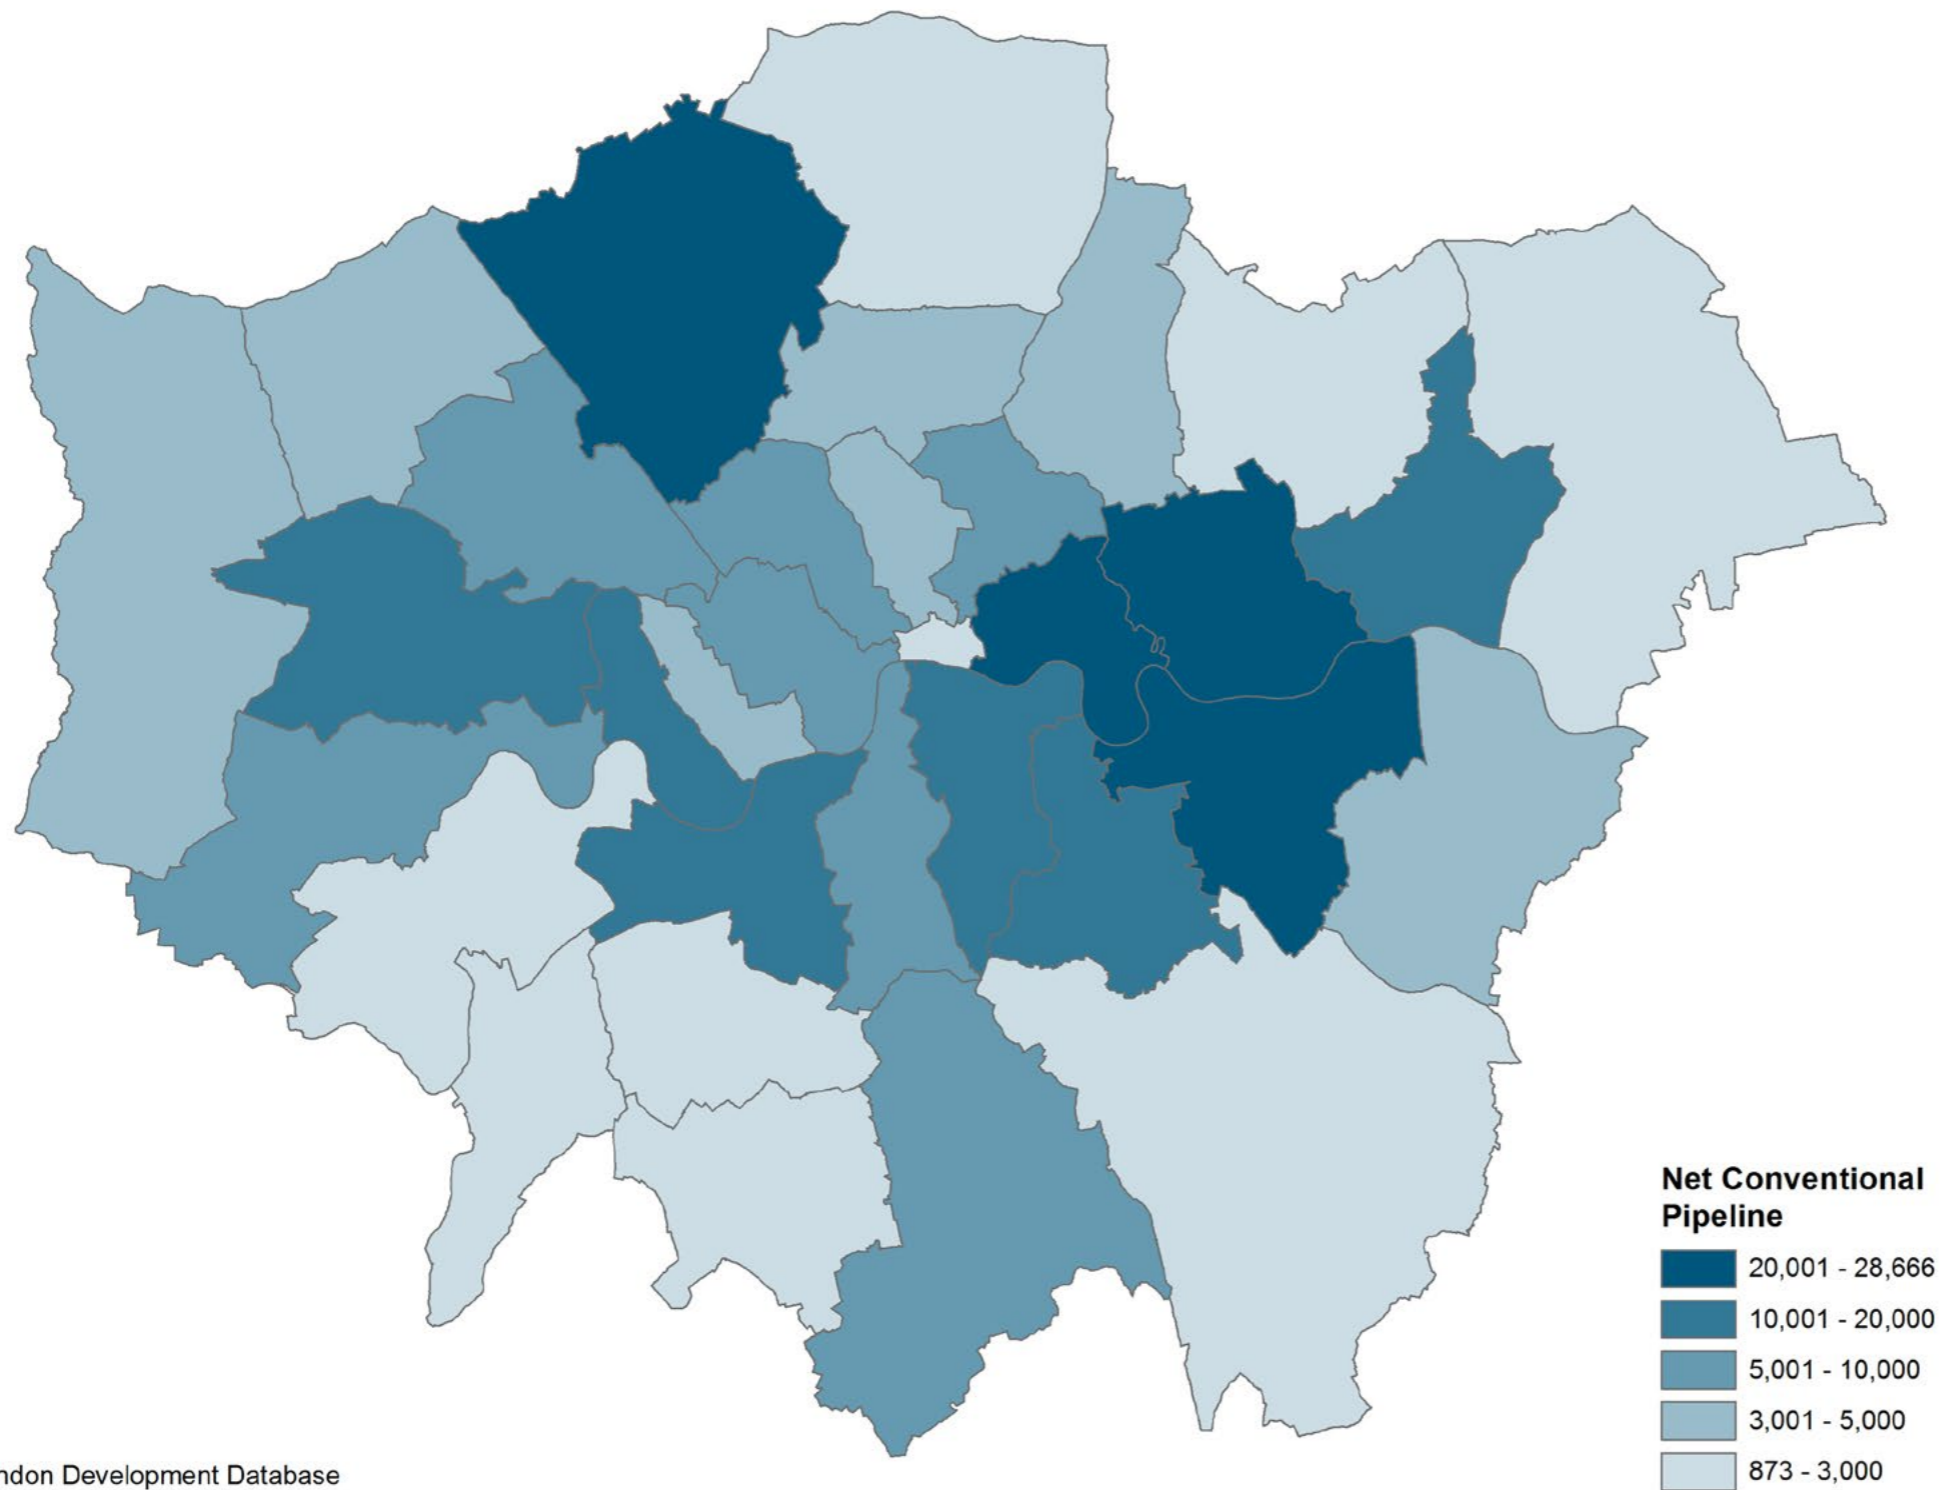 Net Conventional
Pipeline
20,001 - 28,666
10,001 - 20,000
5,001 - 10,000
3,001 - 5,000
873 - 3,000
Development Database